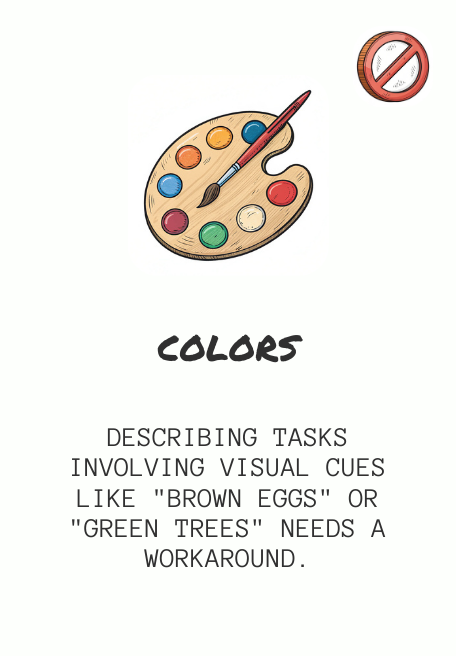 COLORS
DESCRIBING TASKS
INVOLVING VISUAL CUES
LIKE "BROWN EGGS" OR
"GREEN TREES" NEEDS A
WORKAROUND.